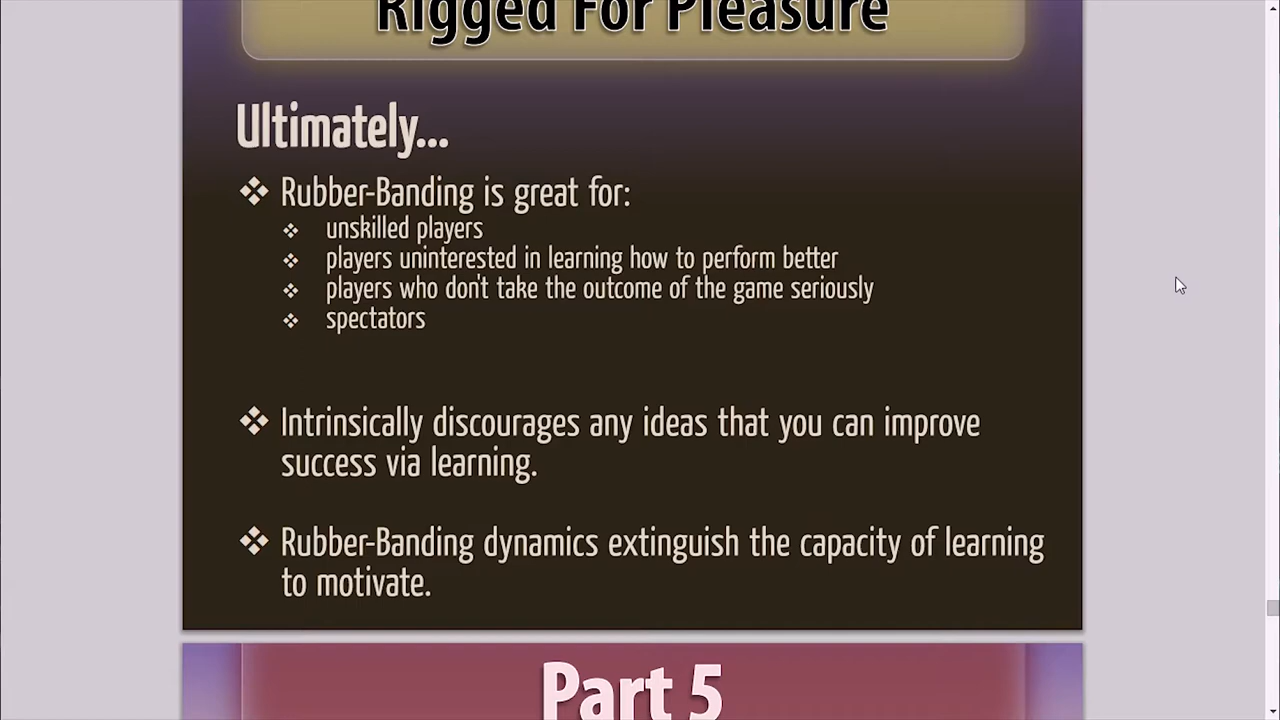 Rigged For Pleasure
Ultimately...
Rubber-Banding is great for:
unskilled players
players uninterested in learning how to perform better
players who don't take the outcome of the game seriously
spectators
Intrinsically discourages any ideas that you can improve
success via learning.
Rubber-Banding dynamics extinguish the capacity of learning
to motivate.
Part 5